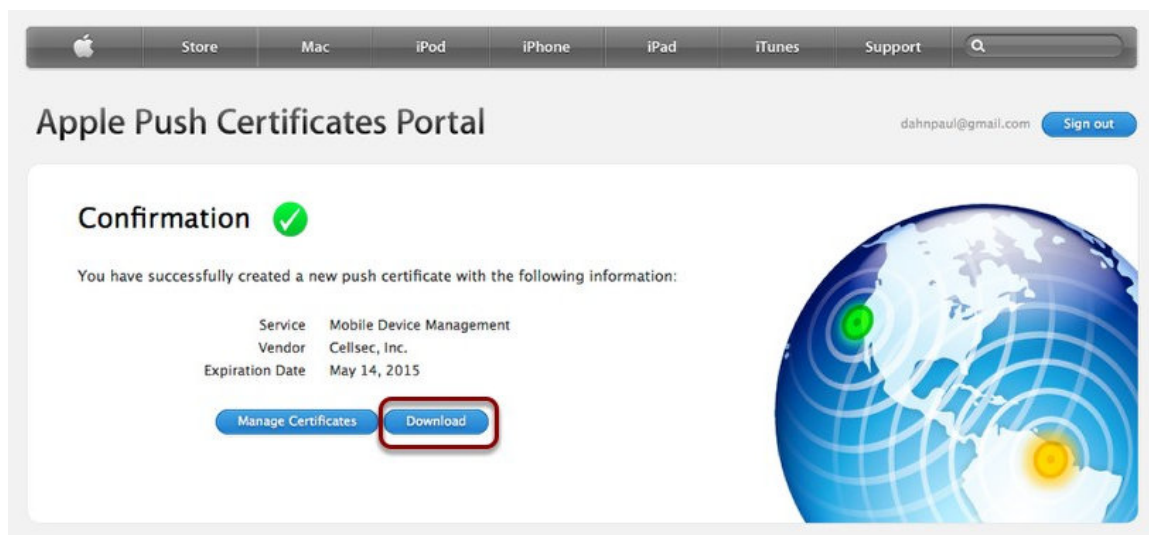 Store Mac iPod iPhone iPad iTunes Support
Apple Push Certificates Portal
dahnpaul@gmail.com Sign out
Confirmation
You have successfully created a new push certificate with the following information:
Service Mobile Device Management
Vendor Cellsec, Inc.
Expiration Date May 14, 2015
Manage Certificates Download